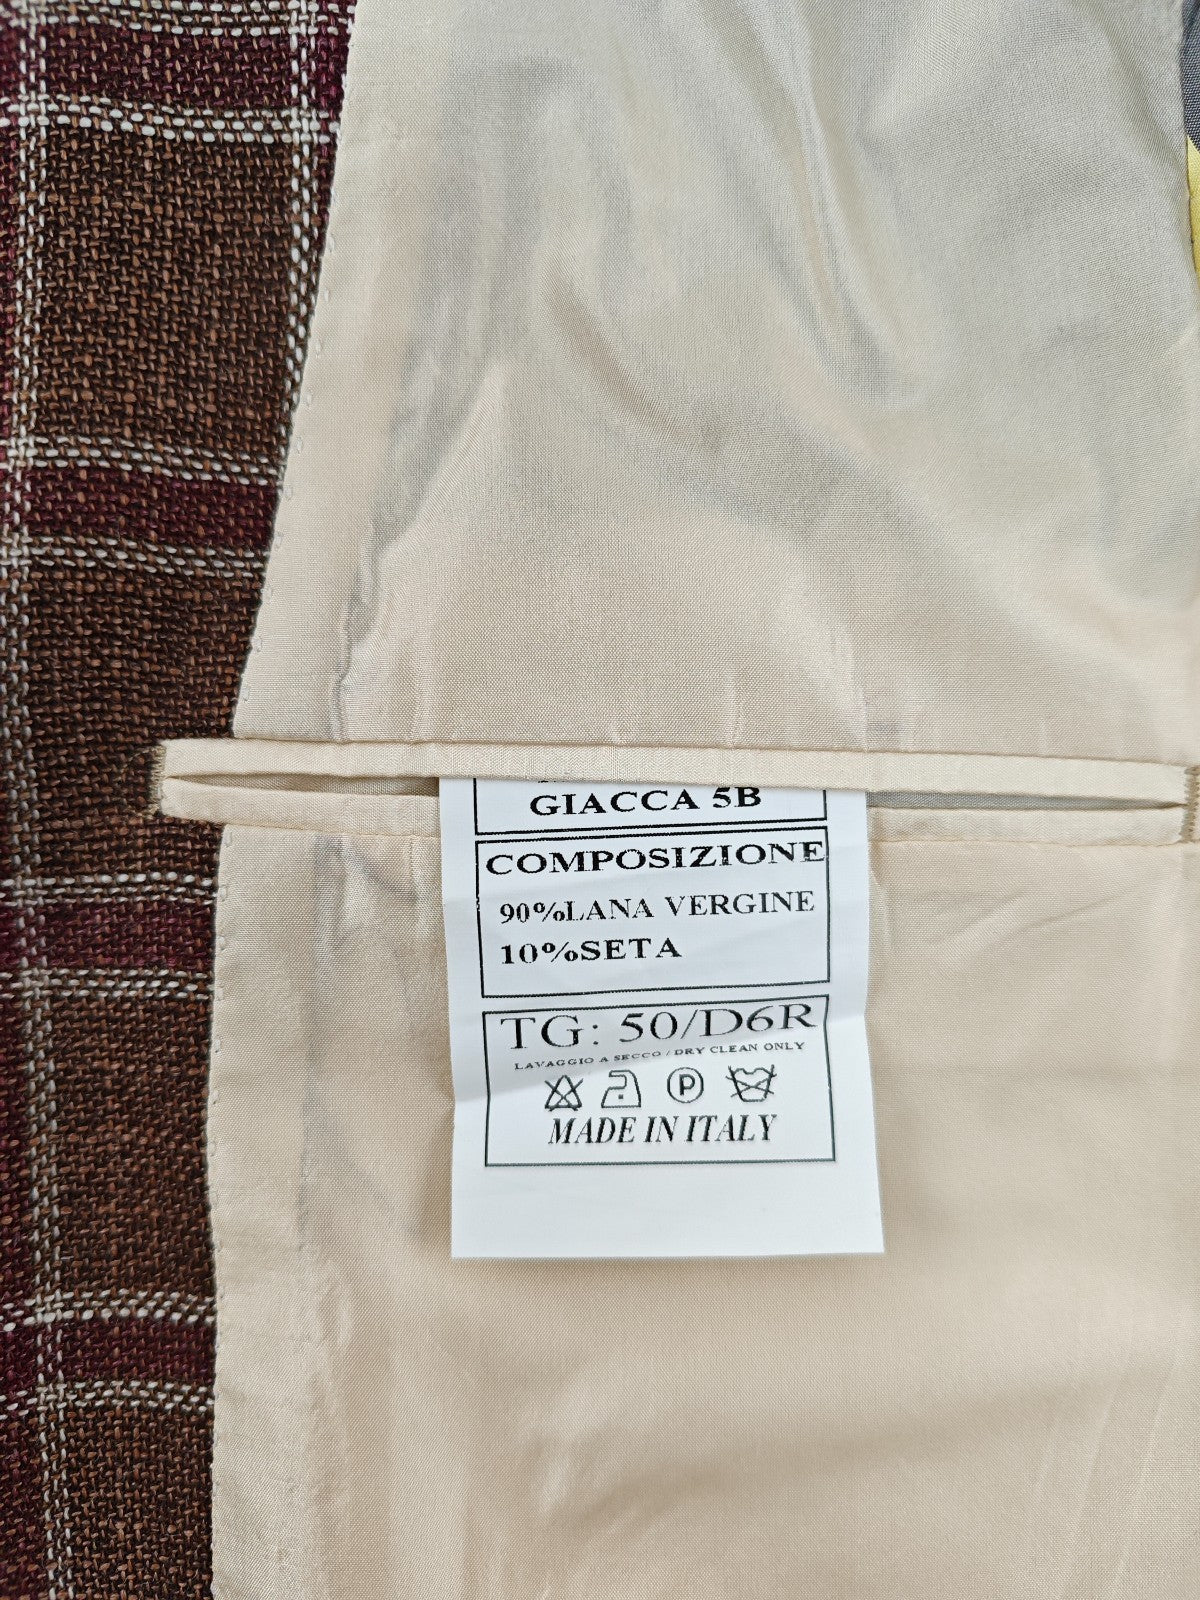 GIACCA 5B
COMPOSIZIONE
90%LANA VERGINE
10%SETA
TG: 50/D6R
LAVAGGIO A SECCO / DRY CLEAN ONLY
P
MADE IN ITALY